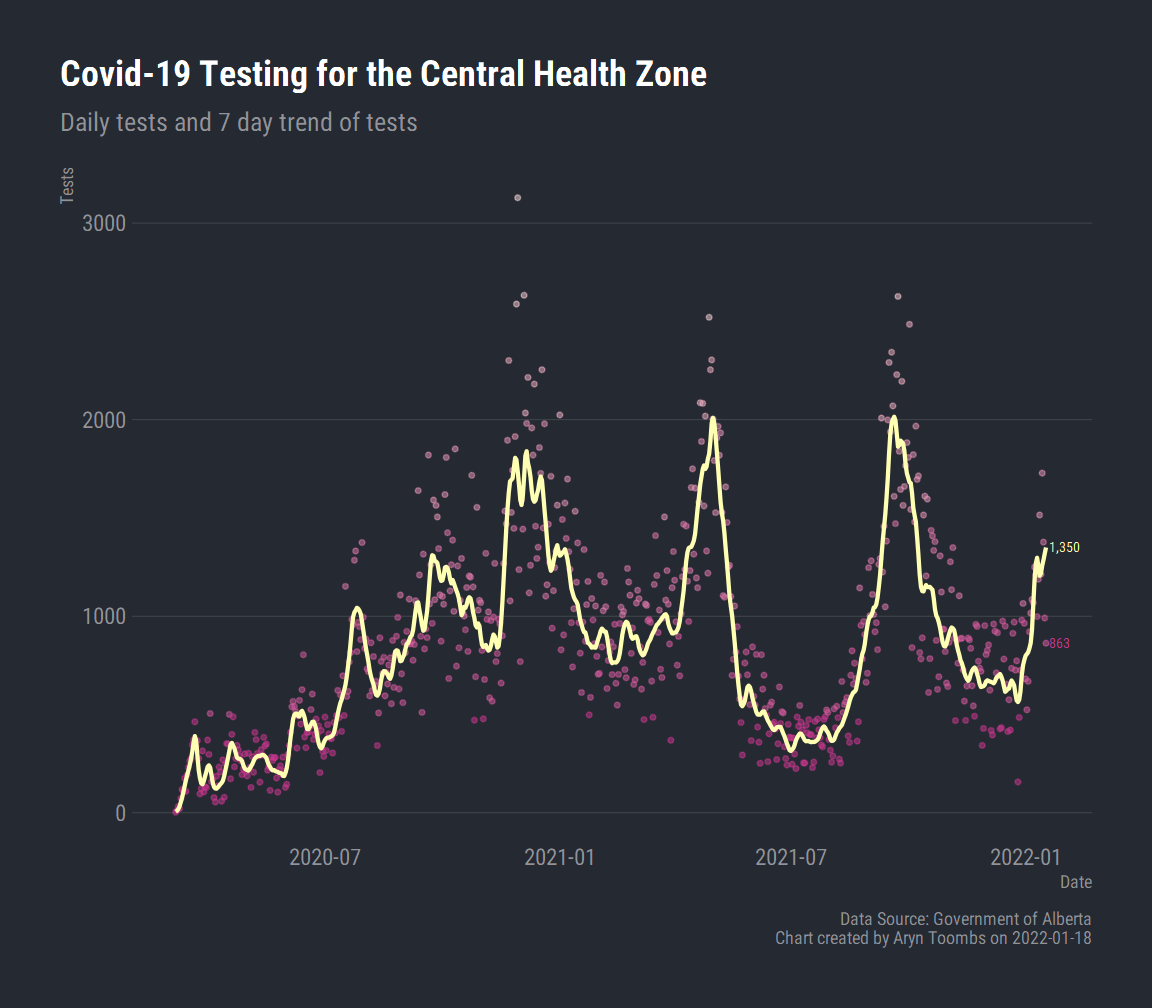 Covid-19 Testing for the Central Health Zone
Daily tests and 7 day trend of tests
Tests
3000
2000
1,350
1000
863
0
2020-07 2021-01 2021-07 2022-01
Date
Data Source: Government of Alberta
Chart created by Aryn Toombs on 2022-01-18